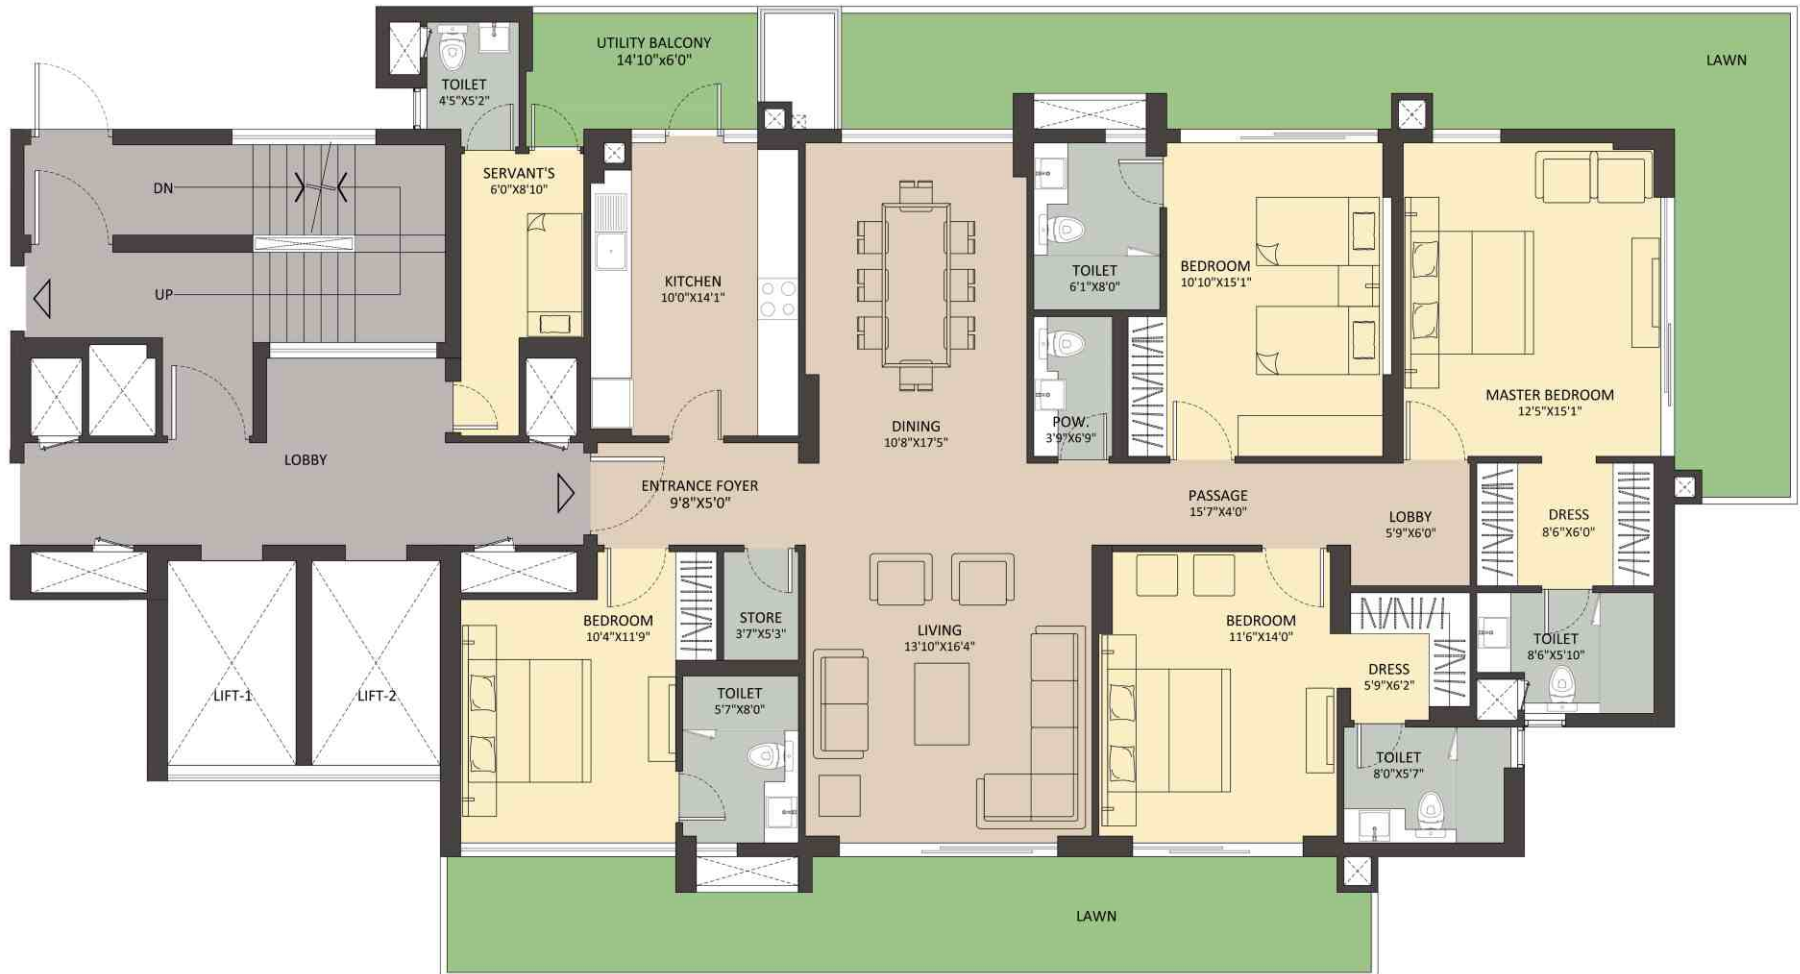 UTILITY BALCONY
14'10"x6'0"
LAWN
TOILET
4'5"X5'2"
SERVANT'S
6'0"X8'10"
DN
UP
KITCHEN
10'0"X14'1"
TOILET
6'1"X8'0"
BEDROOM
10'10"X15'1"
MASTER BEDROOM
12'5"X15'1"
POW.
3'9"X6'9"
DINING
10'8"X17'5"
LOBBY
ENTRANCE FOYER
9'8"X5'0"
PASSAGE
15'7"X4'0"
LOBBY
5'9"X6'0"
DRESS
8'6"X6'0"
BEDROOM
10'4"X11'9"
STORE
3'7"X5'3"
LIVING
13'10"X16'4"
BEDROOM
11'6"X14'0"
TOILET
8'6"X5'10"
DRESS
5'9"X6'2"
LIFT-1
LIFT-2
TOILET
5'7"X8'0"
TOILET
8'0"X5'7"
LAWN